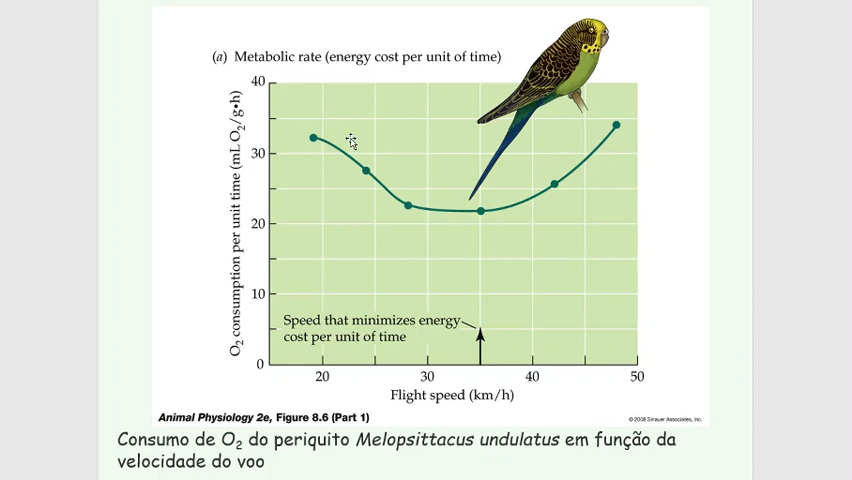 (a) Metabolic rate (energy cost per unit of time)
40
30
20
10
0
O2 consumption per unit time (mL O2/g•h)
Speed that minimizes energy
cost per unit of time
20 30 40 50
Flight speed (km/h)
Animal Physiology 2e, Figure 8.6 (Part 1)
© 2008 Sinauer Associates, Inc.
Consumo de O2 do periquito Melopsittacus undulatus em função da
velocidade do voo